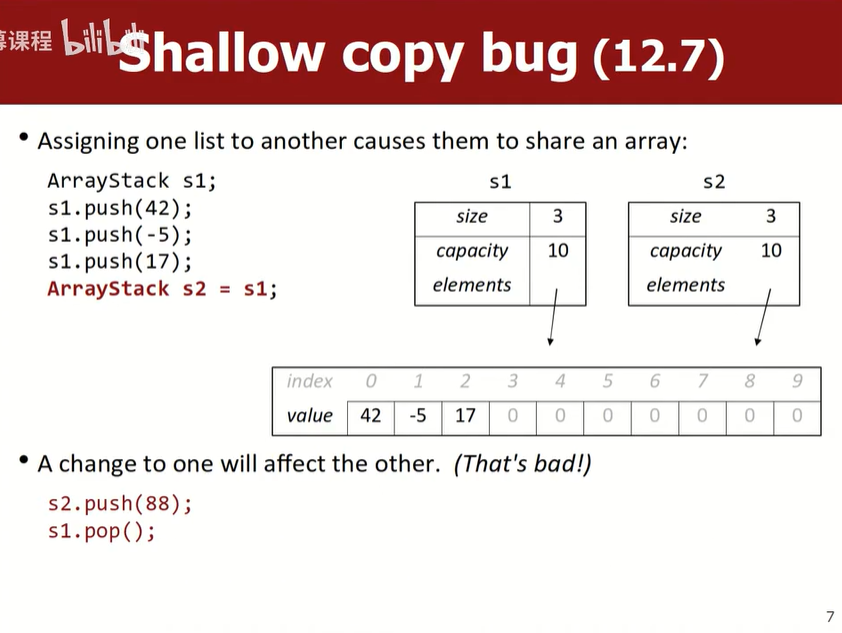 课程 bilibili
Shallow copy bug (12.7)
• Assigning one list to another causes them to share an array:
ArrayStack s1;
s1.push(42);
s1.push(-5);
s1.push(17);
ArrayStack s2 = s1;
s1
size 3
capacity 10
elements
s2
size 3
capacity 10
elements
index 0 1 2 3 4 5 6 7 8 9
value 42 -5 17 0 0 0 0 0 0 0
• A change to one will affect the other. (That's bad!)
s2.push(88);
s1.pop();
7